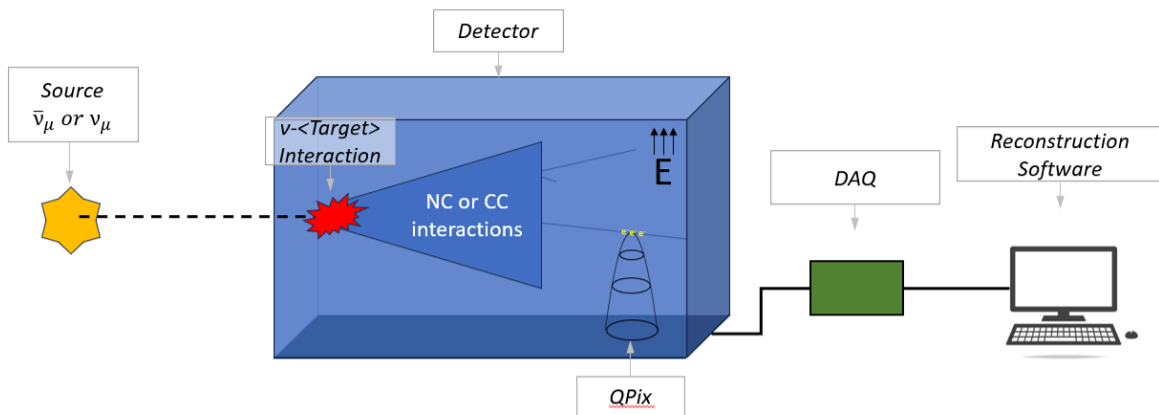 Detector
Source
ν̄μ or νμ
ν-<Target>
Interaction
E
NC or CC
interactions
e⁻ e⁻ e⁻
DAQ
Reconstruction
Software
QPix